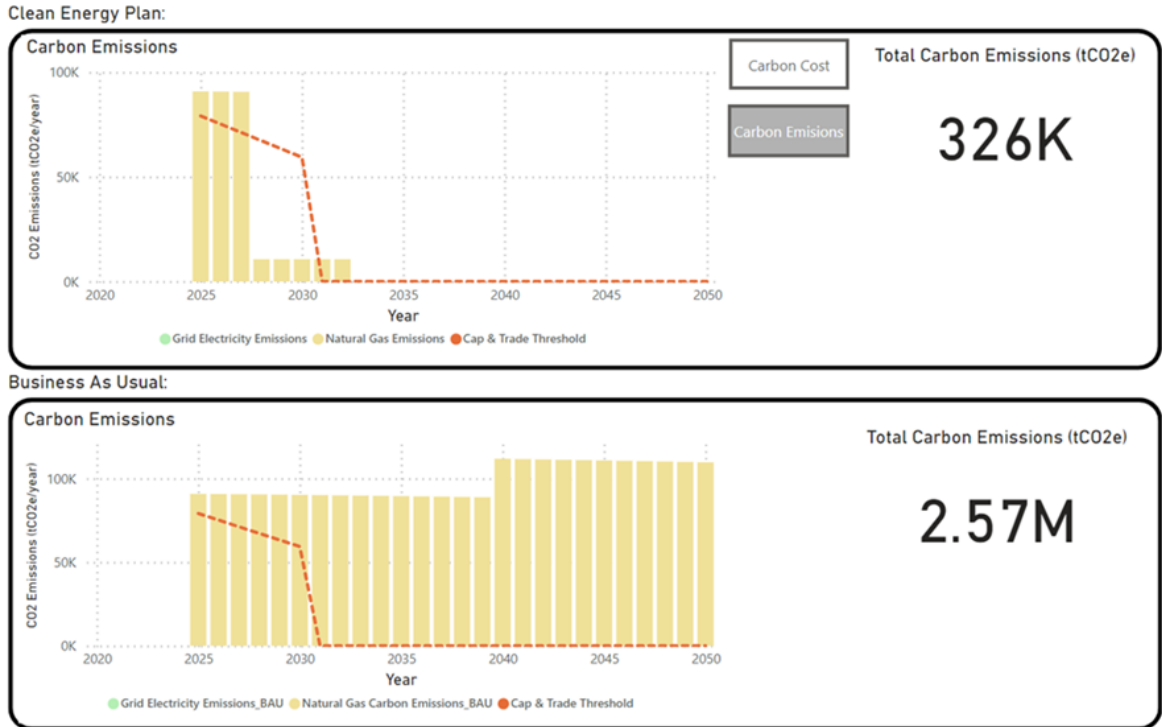 Clean Energy Plan:
Carbon Emissions
Carbon Cost
Carbon Emisions
Total Carbon Emissions (tCO2e)
326K
CO2 Emissions (tCO2e/year)
100K
50K
0K
2020 2025 2030 2035 2040 2045 2050
Year
Grid Electricity Emissions Natural Gas Emissions Cap & Trade Threshold
Business As Usual:
Carbon Emissions
Total Carbon Emissions (tCO2e)
2.57M
CO2 Emissions (tCO2e/year)
100K
50K
0K
2020 2025 2030 2035 2040 2045 2050
Year
Grid Electricity Emissions_BAU Natural Gas Carbon Emissions_BAU Cap & Trade Threshold